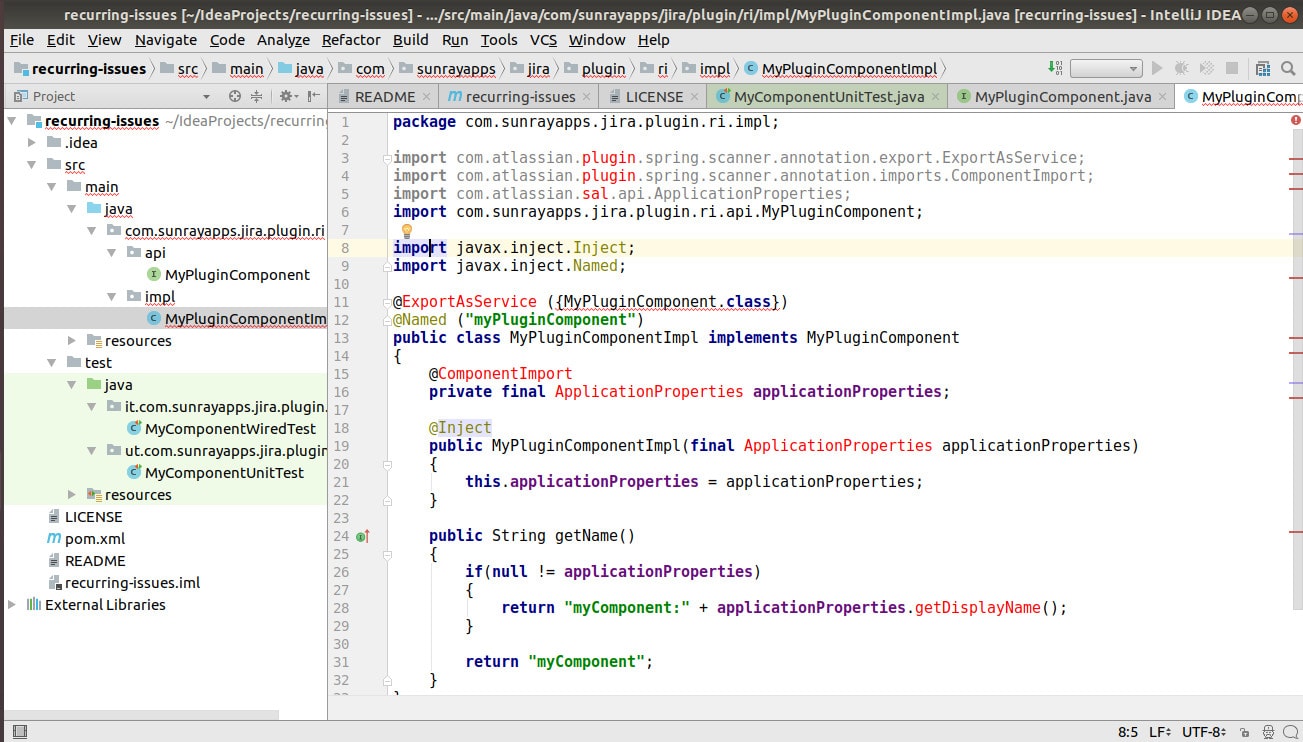 recurring-issues [~/IdeaProjects/recurring-issues] - .../src/main/java/com/sunrayapps/jira/plugin/ri/impl/MyPluginComponentImpl.java [recurring-issues] - IntelliJ IDEA
File Edit View Navigate Code Analyze Refactor Build Run Tools VCS Window Help
recurring-issues src main java com sunrayapps jira plugin ri impl MyPluginComponentImpl
Project README recurring-issues LICENSE MyComponentUnitTest.java MyPluginComponent.java MyPluginComp
recurring-issues ~/IdeaProjects/recurring
.idea
src
main
java
com.sunrayapps.jira.plugin.ri
api
MyPluginComponent
impl
MyPluginComponentIm
resources
test
java
it.com.sunrayapps.jira.plugin.
MyComponentWiredTest
ut.com.sunrayapps.jira.plugin
MyComponentUnitTest
resources
LICENSE
pom.xml
README
recurring-issues.iml
External Libraries
1 package com.sunrayapps.jira.plugin.ri.impl;
2
3 import com.atlassian.plugin.spring.scanner.annotation.export.ExportAsService;
4 import com.atlassian.plugin.spring.scanner.annotation.imports.ComponentImport;
5 import com.atlassian.sal.api.ApplicationProperties;
6 import com.sunrayapps.jira.plugin.ri.api.MyPluginComponent;
7
8 import javax.inject.Inject;
9 import javax.inject.Named;
10
11 @ExportAsService ({MyPluginComponent.class})
12 @Named ("myPluginComponent")
13 public class MyPluginComponentImpl implements MyPluginComponent
14 {
15 @ComponentImport
16 private final ApplicationProperties applicationProperties;
17
18 @Inject
19 public MyPluginComponentImpl(final ApplicationProperties applicationProperties)
20 {
21 this.applicationProperties = applicationProperties;
22 }
23
24 public String getName()
25 {
26 if(null != applicationProperties)
27 {
28 return "myComponent:" + applicationProperties.getDisplayName();
29 }
30
31 return "myComponent";
32 }
8:5 LF UTF-8